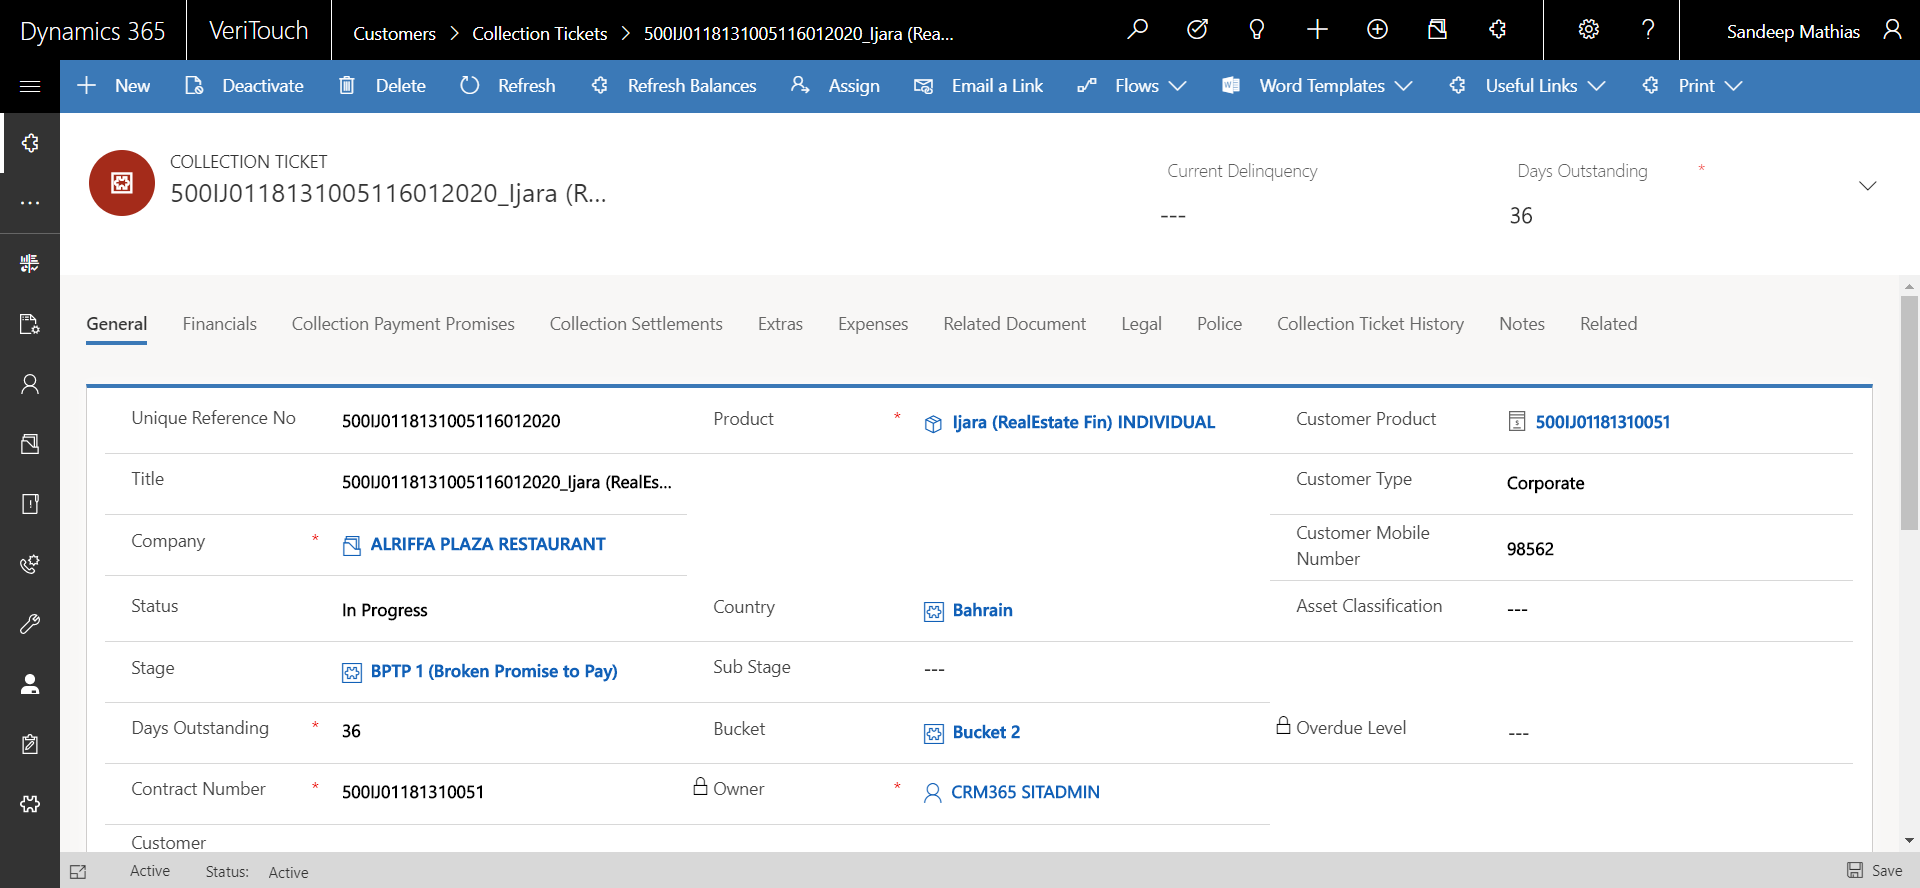 Dynamics 365 VeriTouch Customers > Collection Tickets > 500IJ0118131005116012020_Ijara (Rea... Sandeep Mathias
New Deactivate Delete Refresh Refresh Balances Assign Email a Link Flows Word Templates Useful Links Print
COLLECTION TICKET
500IJ0118131005116012020_Ijara (R...
Current Delinquency
---
Days Outstanding *
36
General Financials Collection Payment Promises Collection Settlements Extras Expenses Related Document Legal Police Collection Ticket History Notes Related
Unique Reference No 500IJ0118131005116012020 Product * Ijara (RealEstate Fin) INDIVIDUAL Customer Product 500IJ01181310051
Title 500IJ0118131005116012020_Ijara (RealEs... Customer Type Corporate
Company * ALRIFFA PLAZA RESTAURANT Customer Mobile
Number 98562
Status In Progress Country Bahrain Asset Classification ---
Stage BPTP 1 (Broken Promise to Pay) Sub Stage ---
Days Outstanding * 36 Bucket Bucket 2 Overdue Level ---
Contract Number * 500IJ01181310051 Owner * CRM365 SITADMIN
Customer
Active Status: Active Save